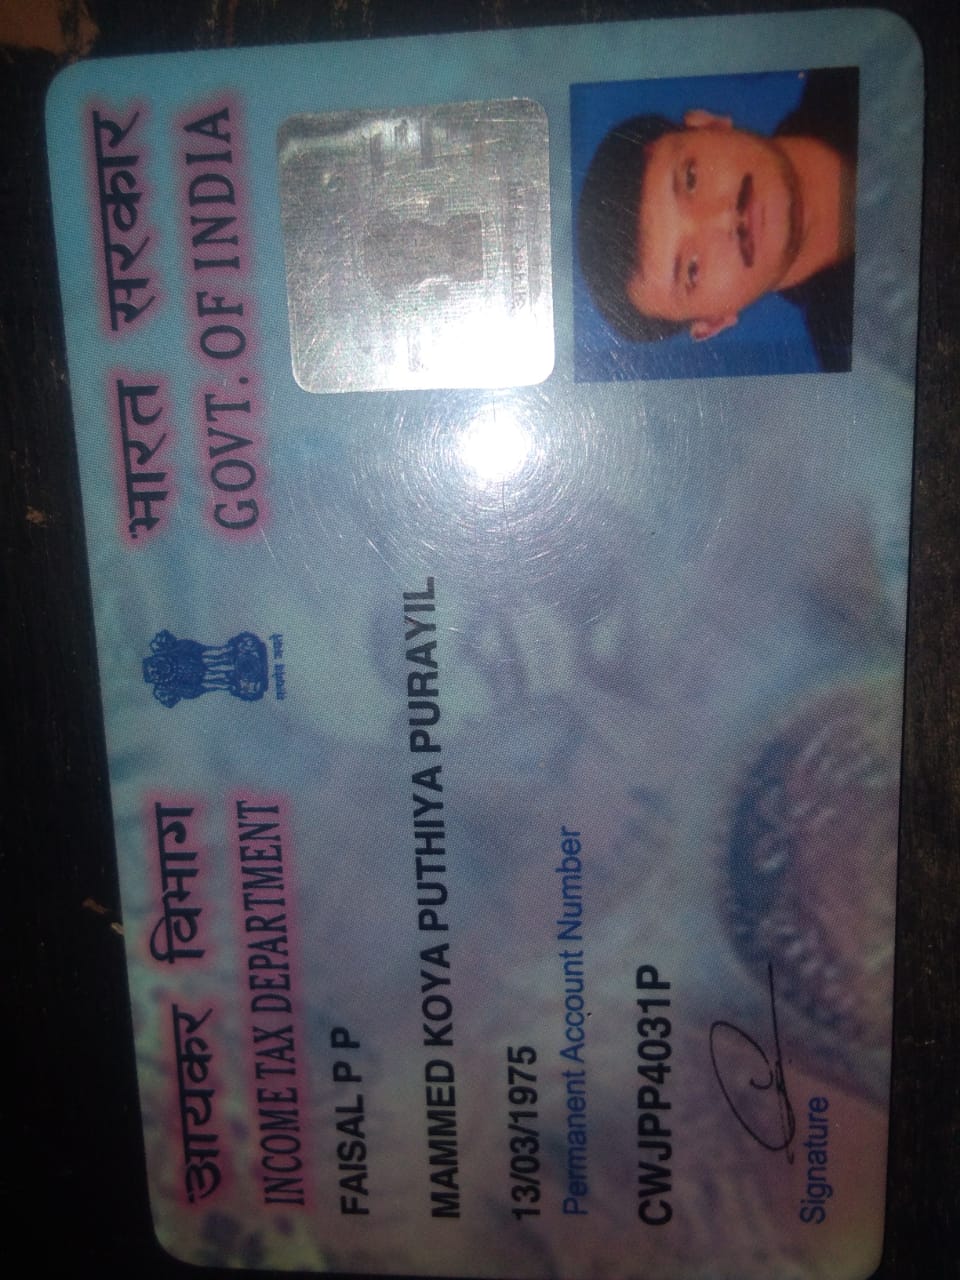 आयकर विभाग
INCOME TAX DEPARTMENT
सत्यमेव जयते
भारत सरकार
GOVT. OF INDIA
FAISAL P P
MAMMED KOYA PUTHIYA PURAYIL
13/03/1975
Permanent Account Number
CWJPP4031P
Signature